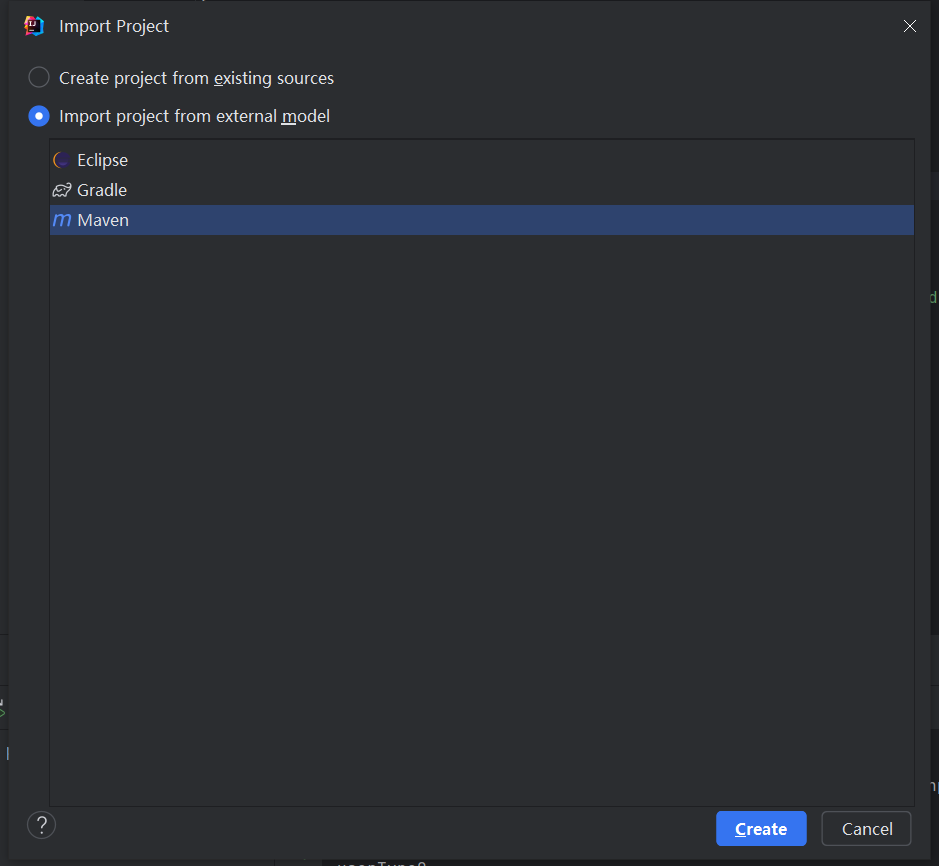 Import Project
Create project from existing sources
Import project from external model
Eclipse
Gradle
m Maven
?
Create
Cancel